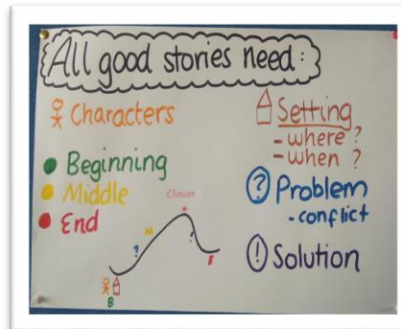 All good stories need:
Characters
Beginning
Middle
End
Setting
- where?
- when?
? Problem
- conflict
! Solution
Climax
M
?
?
E
B